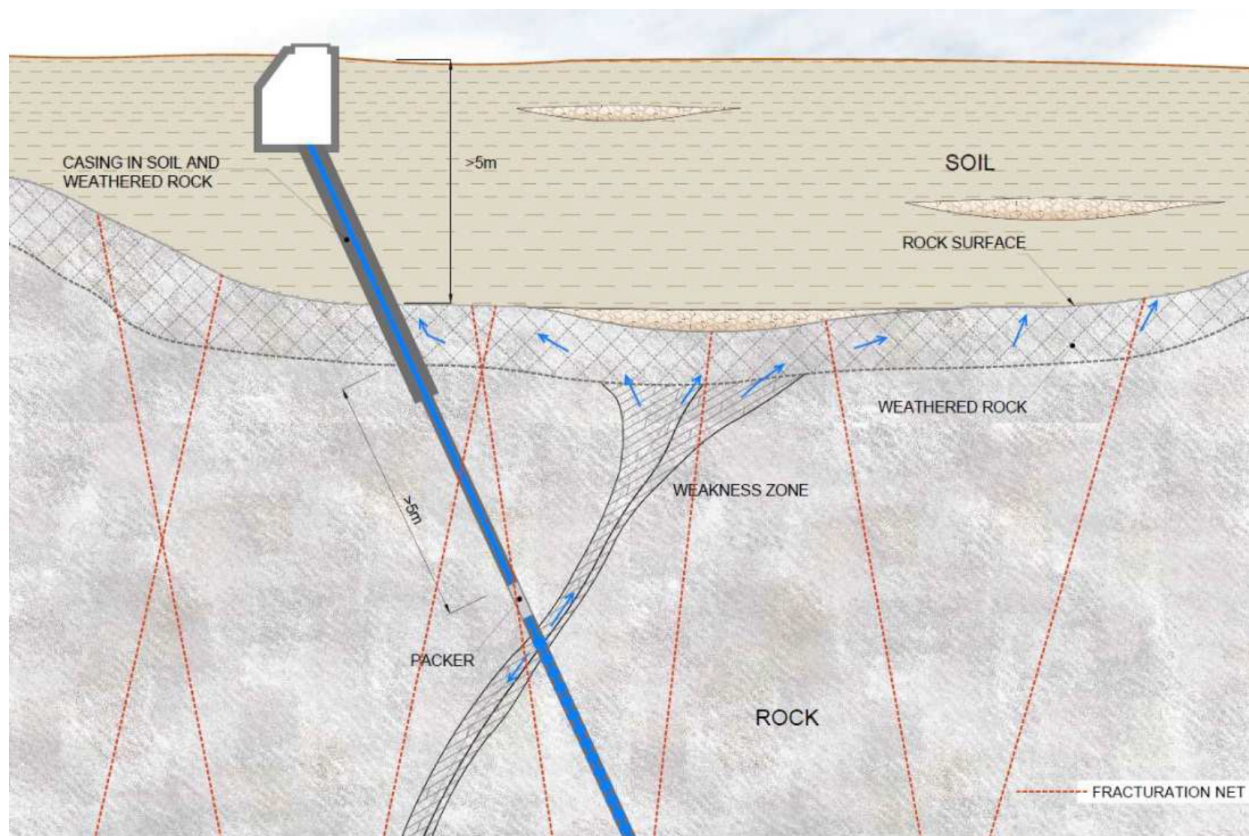 CASING IN SOIL AND
WEATHERED ROCK
>5m
SOIL
ROCK SURFACE
WEATHERED ROCK
>5m
WEAKNESS ZONE
PACKER
ROCK
FRACTURATION NET